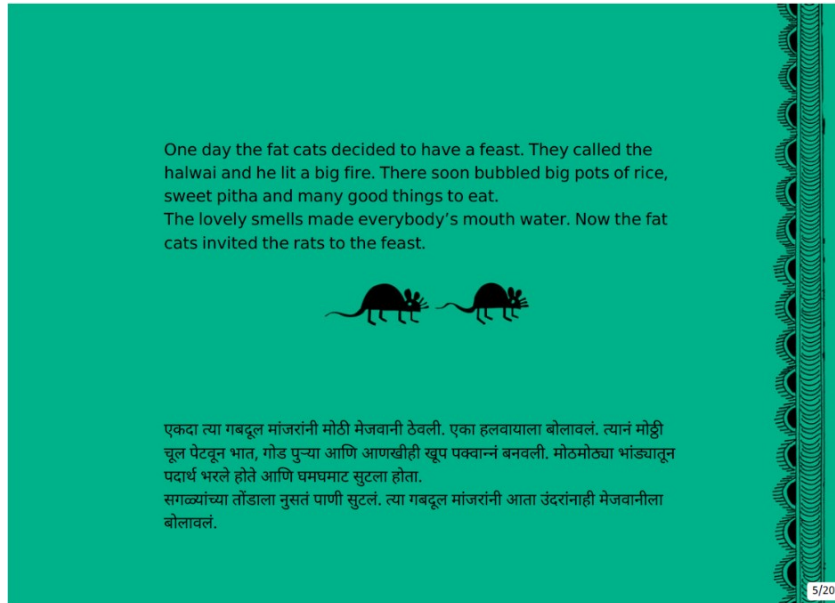 One day the fat cats decided to have a feast. They called the
halwai and he lit a big fire. There soon bubbled big pots of rice,
sweet pitha and many good things to eat.
The lovely smells made everybody’s mouth water. Now the fat
cats invited the rats to the feast.
एकदा त्या गबदूल मांजरांनी मोठी मेजवानी ठेवली. एका हलवायाला बोलावलं. त्यानं मोठ्ठी
चूल पेटवून भात, गोड पुऱ्या आणि आणखीही खूप पक्वान्नं बनवली. मोठमोठ्या भांड्यातून
पदार्थ भरले होते आणि घमघमाट सुटला होता.
सगळ्यांच्या तोंडाला नुसतं पाणी सुटलं. त्या गबदूल मांजरांनी आता उंदरांनाही मेजवानीला
बोलावलं.
5/20